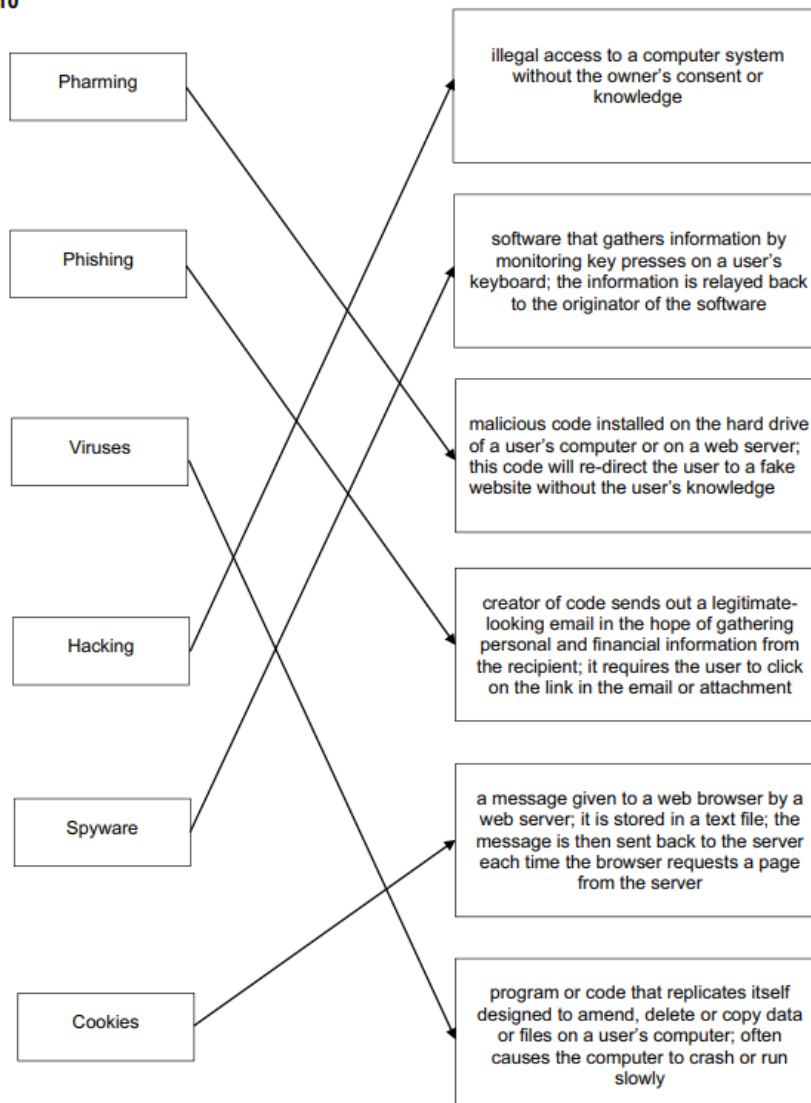 10
Pharming
illegal access to a computer system
without the owner's consent or
knowledge
Phishing
software that gathers information by
monitoring key presses on a user's
keyboard; the information is relayed back
to the originator of the software
Viruses
malicious code installed on the hard drive
of a user's computer or on a web server;
this code will re-direct the user to a fake
website without the user's knowledge
Hacking
creator of code sends out a legitimate-
looking email in the hope of gathering
personal and financial information from
the recipient; it requires the user to click
on the link in the email or attachment
Spyware
a message given to a web browser by a
web server; it is stored in a text file; the
message is then sent back to the server
each time the browser requests a page
from the server
Cookies
program or code that replicates itself
designed to amend, delete or copy data
or files on a user's computer; often
causes the computer to crash or run
slowly